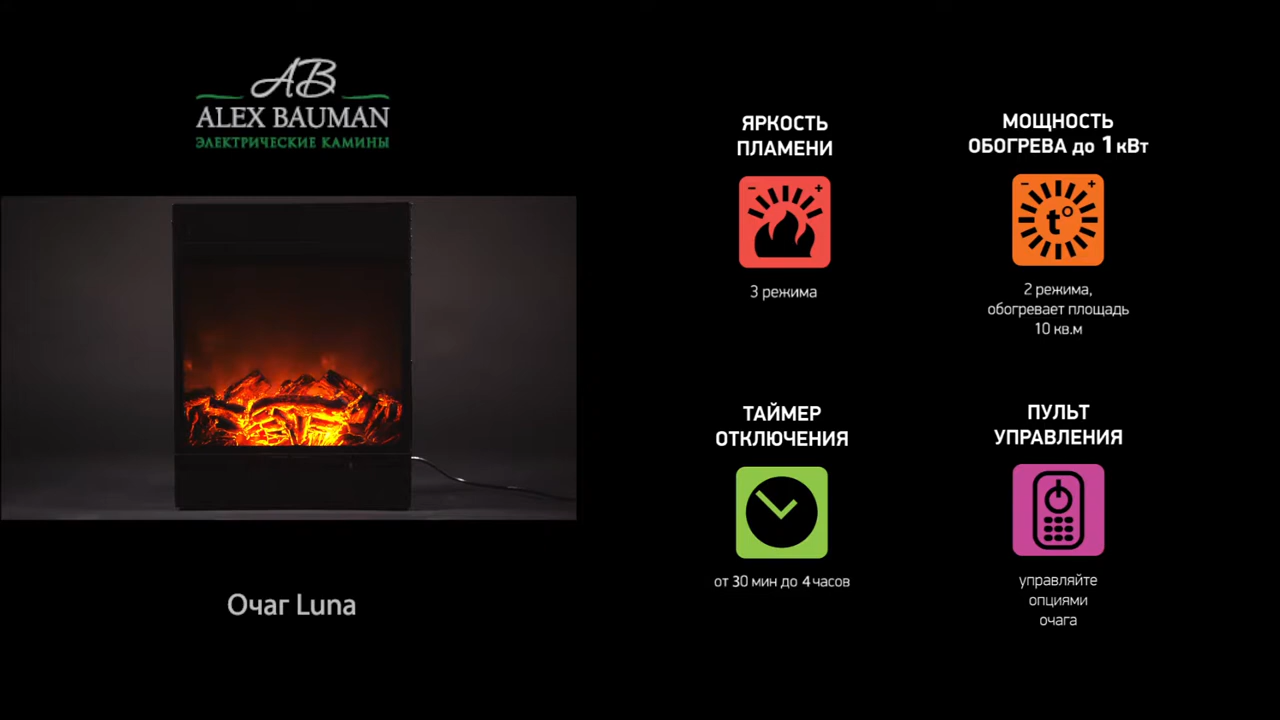 AB
ALEX BAUMAN
ЭЛЕКТРИЧЕСКИЕ КАМИНЫ
Очаг Luna
ЯРКОСТЬ
ПЛАМЕНИ
- +
3 режима
МОЩНОСТЬ
ОБОГРЕВА до 1 кВт
- +
t°
2 режима,
обогревает площадь
10 кв.м
ТАЙМЕР
ОТКЛЮЧЕНИЯ
от 30 мин до 4 часов
ПУЛЬТ
УПРАВЛЕНИЯ
управляйте
опциями
очага